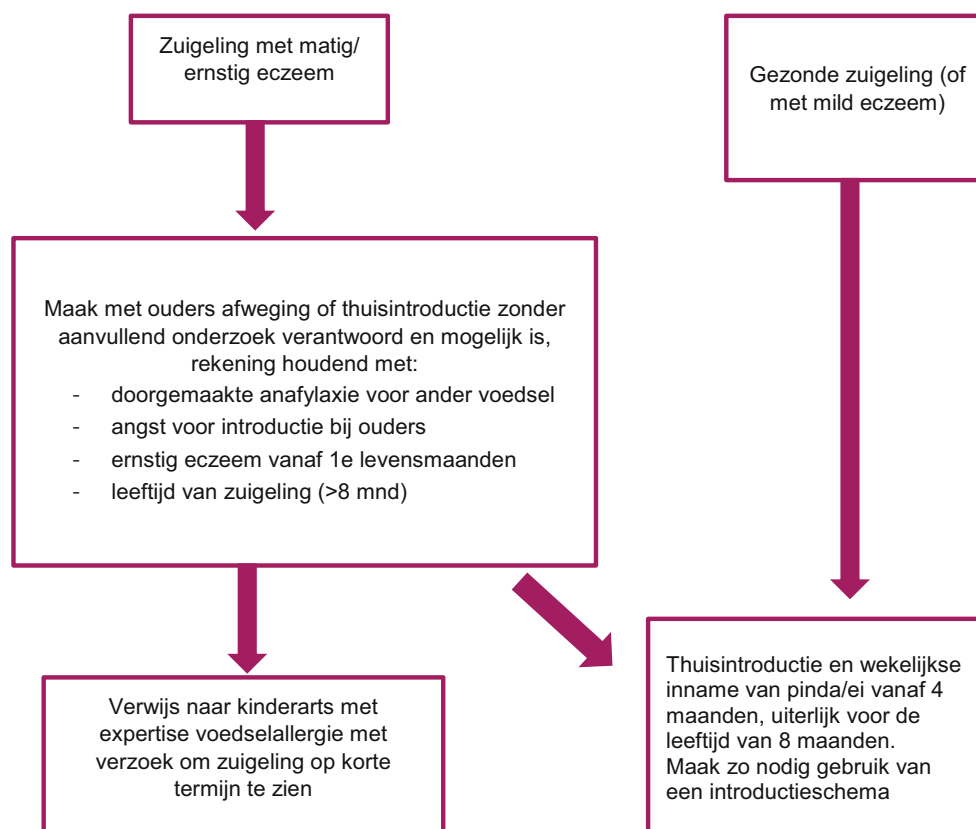 Zuigeling met matig/
ernstig eczeem
Gezonde zuigeling (of
met mild eczeem)
Maak met ouders afweging of thuisintroductie zonder
aanvullend onderzoek verantwoord en mogelijk is,
rekening houdend met:
- doorgemaakte anafylaxie voor ander voedsel
- angst voor introductie bij ouders
- ernstig eczeem vanaf 1e levensmaanden
- leeftijd van zuigeling (>8 mnd)
Verwijs naar kinderarts met
expertise voedselallergie met
verzoek om zuigeling op korte
termijn te zien
Thuisintroductie en wekelijkse
inname van pinda/ei vanaf 4
maanden, uiterlijk voor de
leeftijd van 8 maanden.
Maak zo nodig gebruik van
een introductieschema